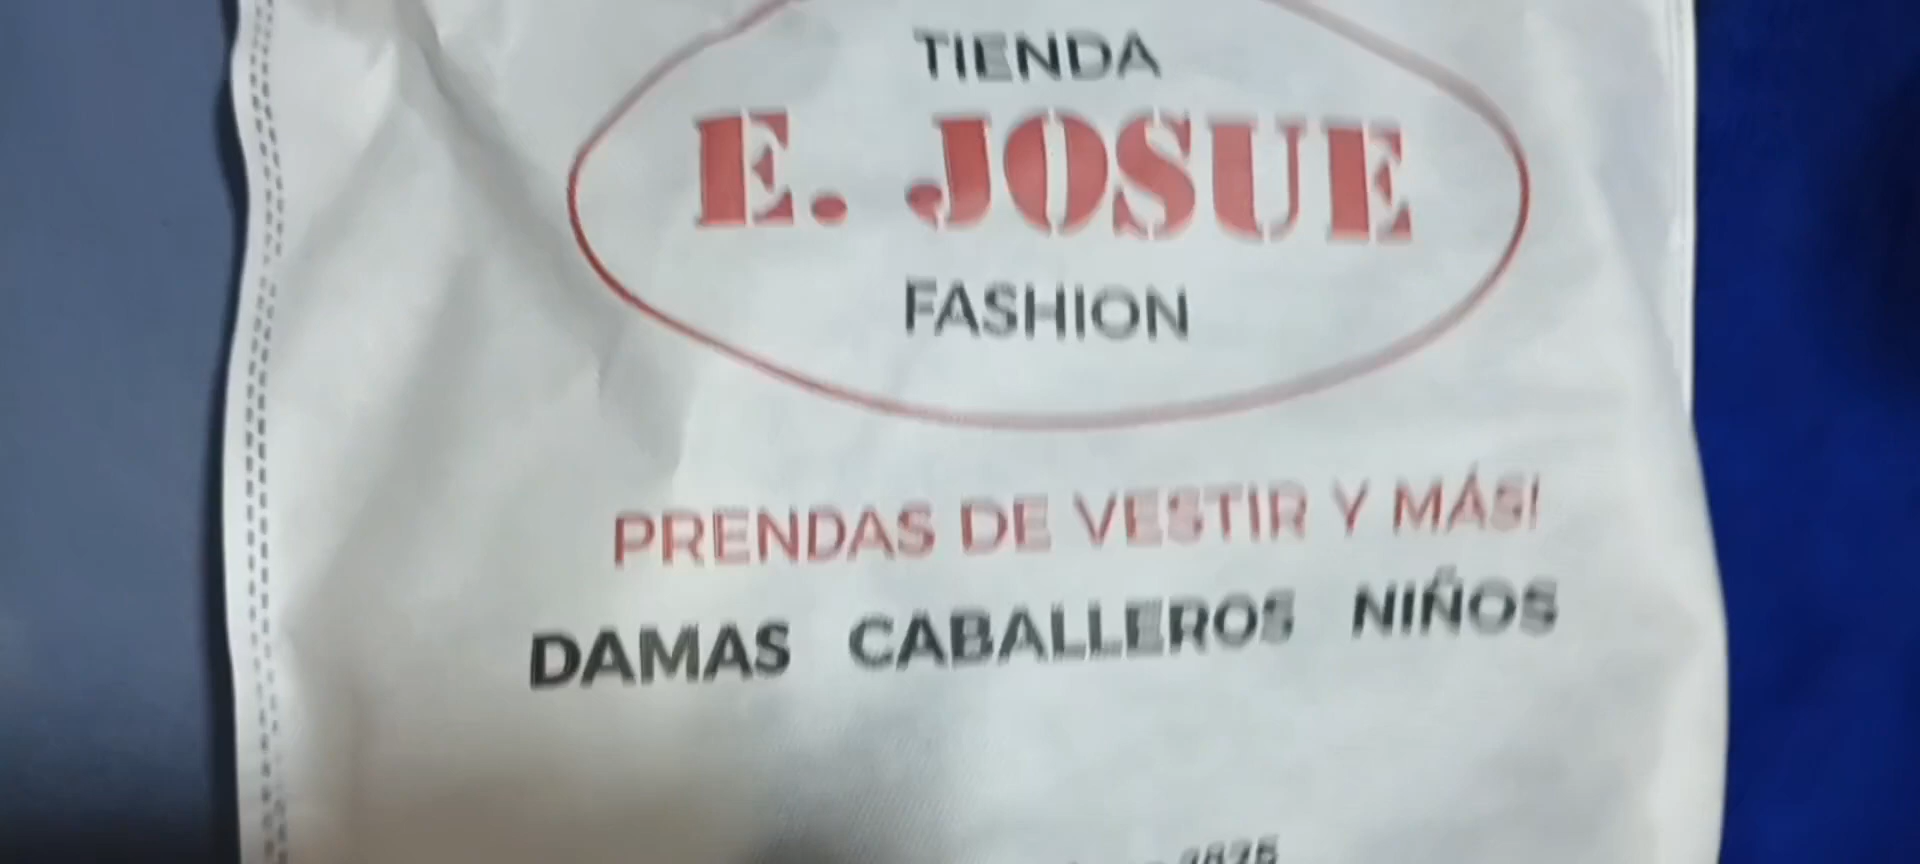 TIENDA
E. JOSUE
FASHION
PRENDAS DE VESTIR Y MÁS!
DAMAS CABALLEROS NIÑOS